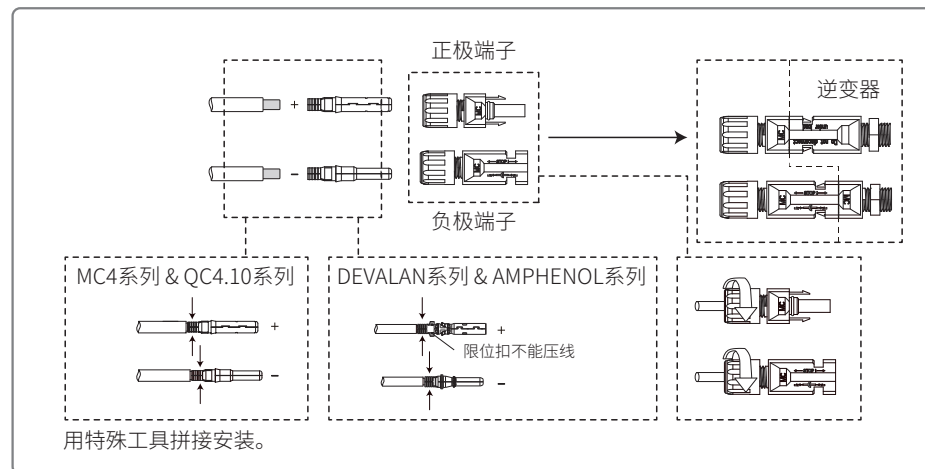 正极端子
逆变器
+
−
负极端子
MC4系列 & QC4.10系列
+
−
DEVALAN系列 & AMPHENOL系列
+
限位扣不能压线
−
用特殊工具拼接安装。